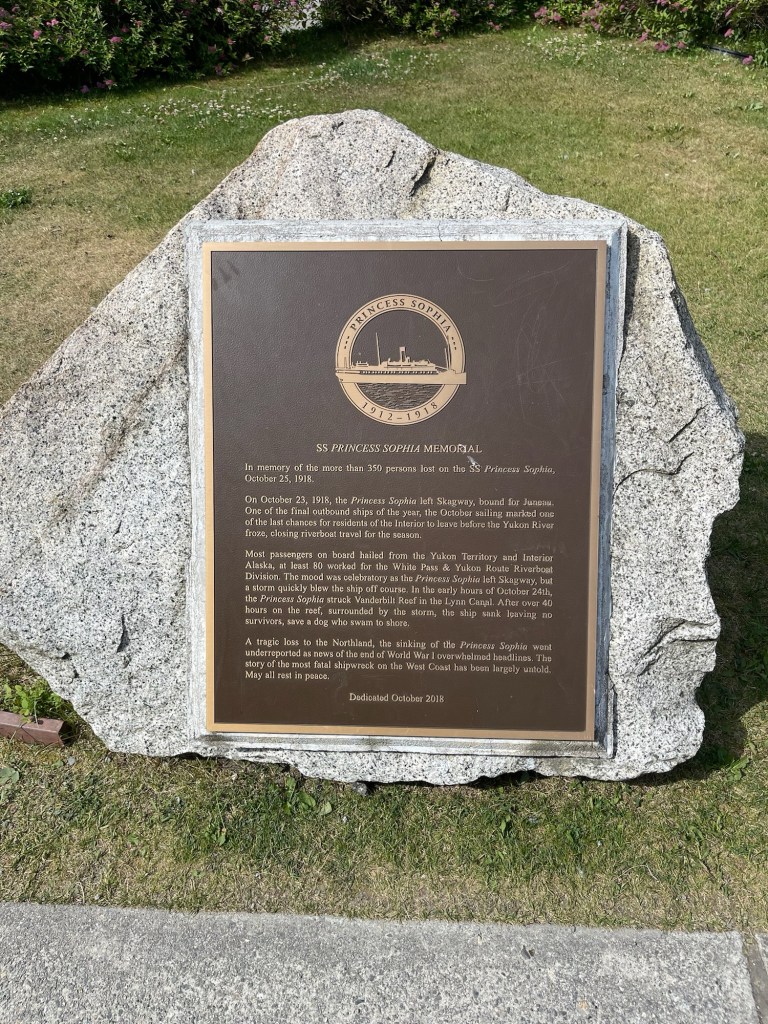 PRINCESS SOPHIA
1912-1918
SS PRINCESS SOPHIA MEMORIAL
In memory of the more than 350 persons lost on the SS Princess Sophia,
October 25, 1918.
On October 23, 1918, the Princess Sophia left Skagway, bound for Juneau.
One of the final outbound ships of the year, the October sailing marked one
of the last chances for residents of the Interior to leave before the Yukon River
froze, closing riverboat travel for the season.
Most passengers on board hailed from the Yukon Territory and Interior
Alaska, at least 80 worked for the White Pass & Yukon Route Riverboat
Division. The mood was celebratory as the Princess Sophia left Skagway, but
a storm quickly blew the ship off course. In the early hours of October 24th,
the Princess Sophia struck Vanderbilt Reef in the Lynn Canal. After over 40
hours on the reef, surrounded by the storm, the ship sank leaving no
survivors, save a dog who swam to shore.
A tragic loss to the Northland, the sinking of the Princess Sophia went
underreported as news of the end of World War I overwhelmed headlines. The
story of the most fatal shipwreck on the West Coast has been largely untold.
May all rest in peace.
Dedicated October 2018